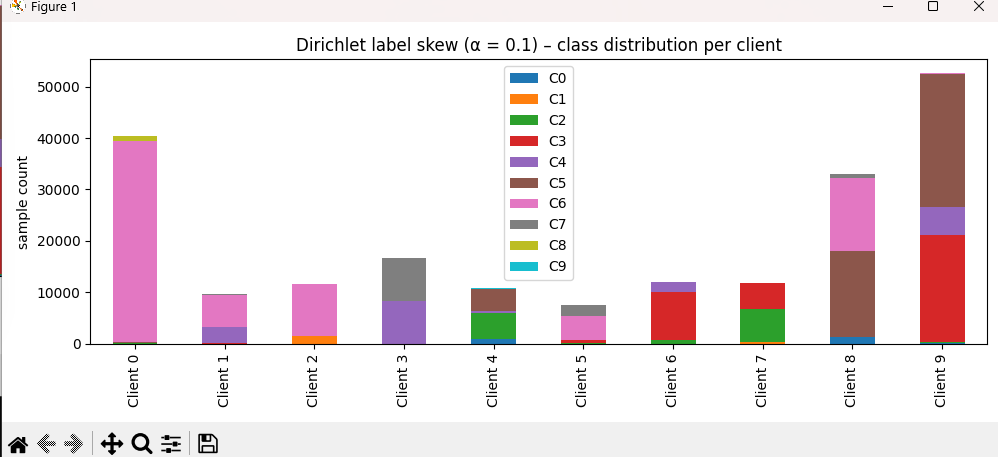 Figure 1
Dirichlet label skew (α = 0.1) – class distribution per client
sample count
50000
40000
30000
20000
10000
0
C0
C1
C2
C3
C4
C5
C6
C7
C8
C9
Client 0
Client 1
Client 2
Client 3
Client 4
Client 5
Client 6
Client 7
Client 8
Client 9